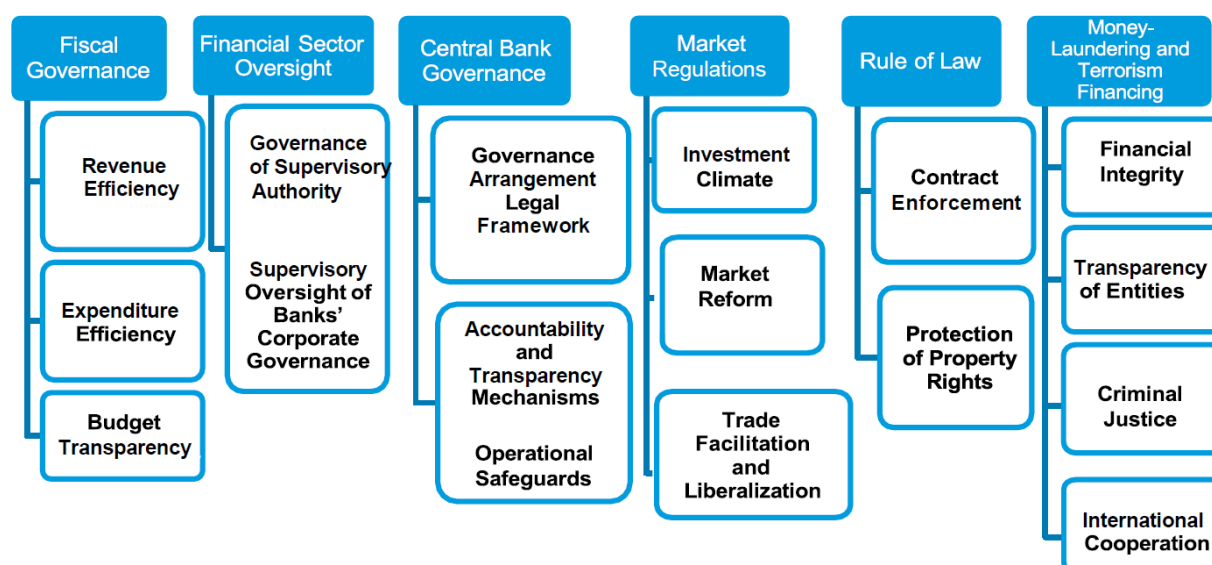 Fiscal
Governance
Revenue
Efficiency
Expenditure
Efficiency
Budget
Transparency
Financial Sector
Oversight
Governance
of Supervisory
Authority
Supervisory
Oversight of
Banks’
Corporate
Governance
Central Bank
Governance
Governance
Arrangement
Legal
Framework
Accountability
and
Transparency
Mechanisms
Operational
Safeguards
Market
Regulations
Investment
Climate
Market
Reform
Trade
Facilitation
and
Liberalization
Rule of Law
Contract
Enforcement
Protection
of Property
Rights
Money-
Laundering and
Terrorism
Financing
Financial
Integrity
Transparency
of Entities
Criminal
Justice
International
Cooperation